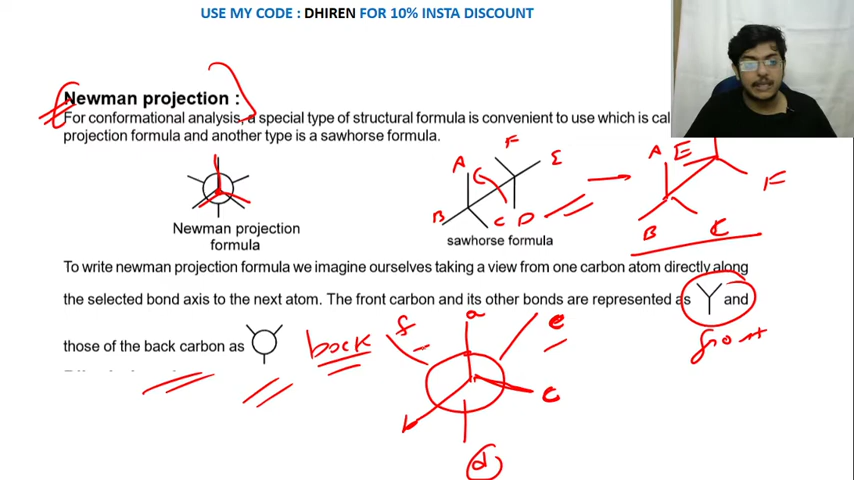 USE MY CODE : DHIREN FOR 10% INSTA DISCOUNT
Newman projection :
For conformational analysis, a special type of structural formula is convenient to use which is cal
projection formula and another type is a sawhorse formula.
A F E B C D
A E F B C
Newman projection
formula
sawhorse formula
To write newman projection formula we imagine ourselves taking a view from one carbon atom directly along
the selected bond axis to the next atom. The front carbon and its other bonds are represented as and
front
those of the back carbon as
back
f a e
b c
d